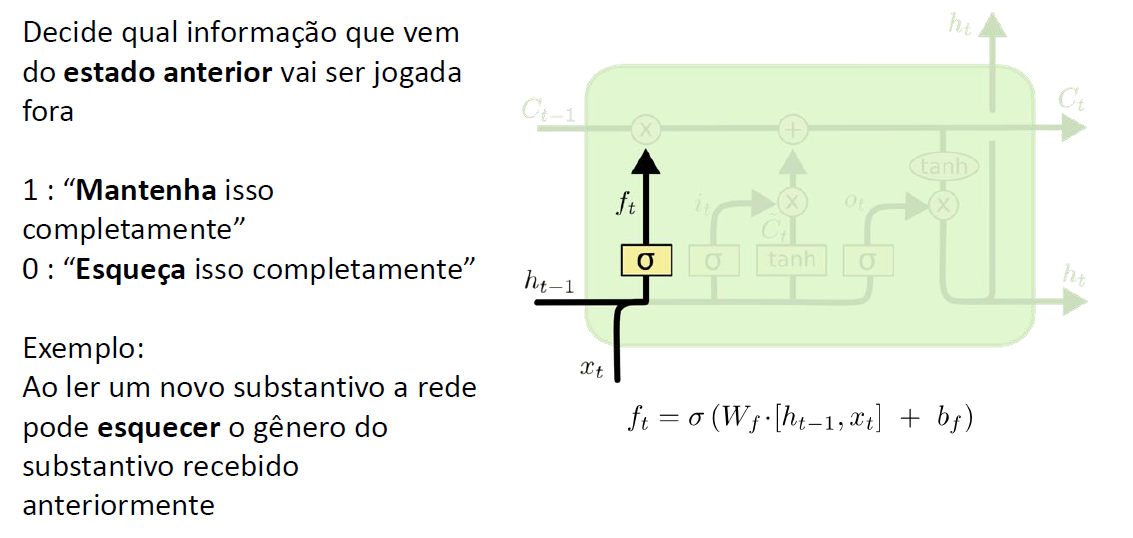 Decide qual informação que vem
do estado anterior vai ser jogada
fora
1 : “Mantenha isso
completamente”
0 : “Esqueça isso completamente”
Exemplo:
Ao ler um novo substantivo a rede
pode esquecer o gênero do
substantivo recebido
anteriormente
h_t
C_{t-1}
C_t
x
+
tanh
f_t
i_t
x
o_t
x
C̃_t
σ
σ
tanh
σ
h_{t-1}
h_t
x_t
f_t = σ (W_f · [h_{t-1}, x_t] + b_f)